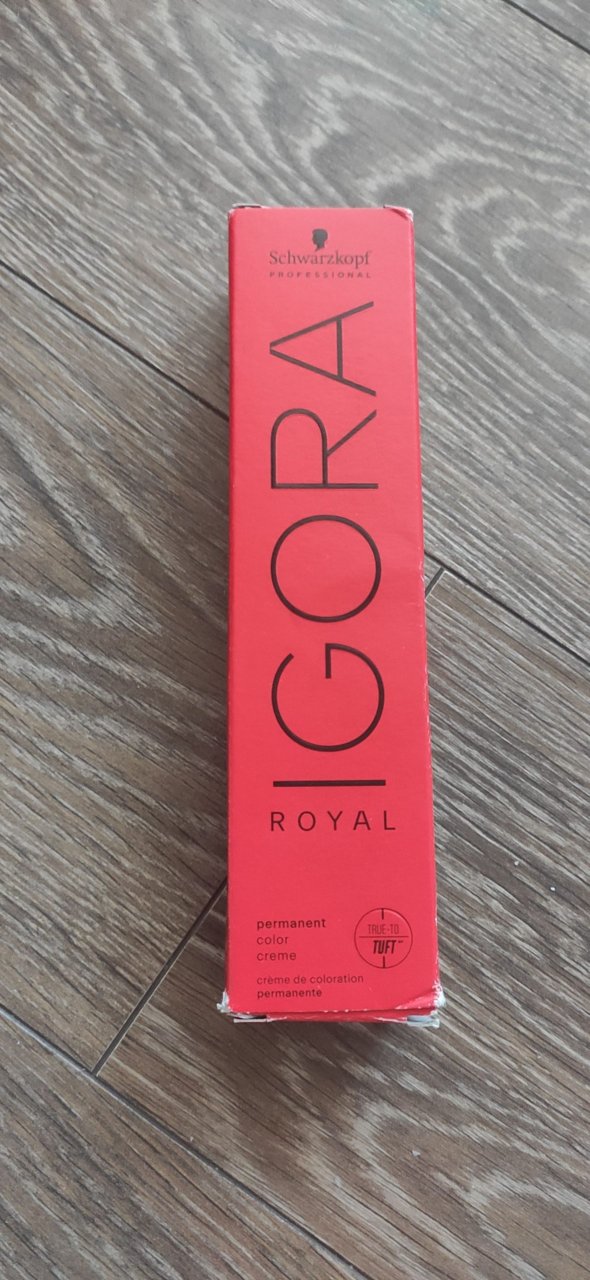 Schwarzkopf
PROFESSIONAL
IGORA
ROYAL
permanent
color
creme
crème de coloration
permanente
TRUE-TO
TUFT